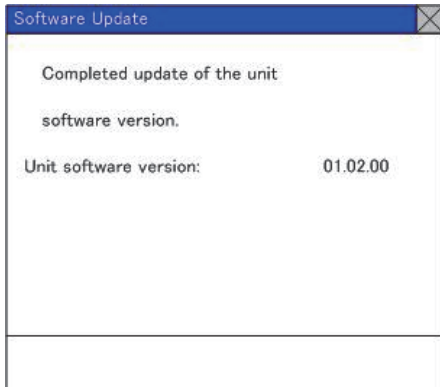 Software Update
Completed update of the unit
software version.
Unit software version: 01.02.00